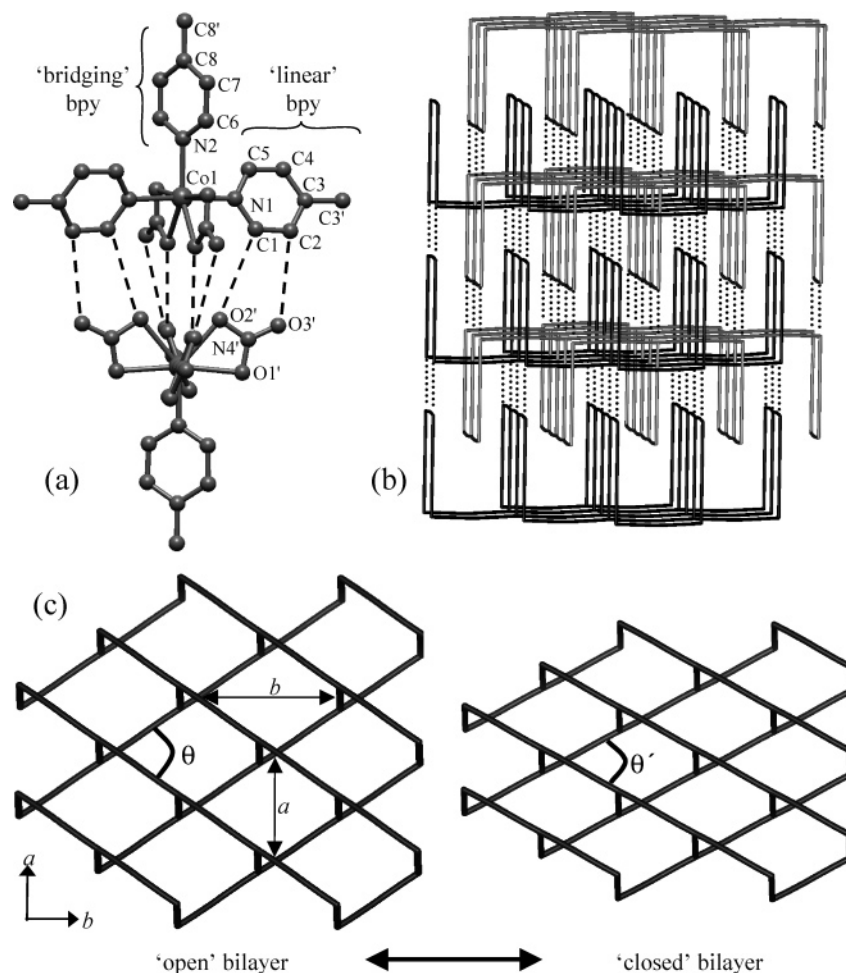 C8'
C8
'bridging'
bpy
C7
'linear'
bpy
C6
N2
C5
C4
Co1
C3
N1
C3'
C1
C2
O2'
O3'
N4'
O1'
(a)
(b)
(c)
b
θ
a
θ´
a
b
'open' bilayer
'closed' bilayer